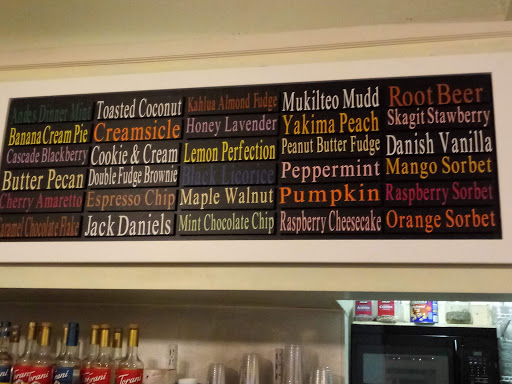 Andes Dinner Mint
Banana Cream Pie
Cascade Blackberry
Butter Pecan
Cherry Amaretto
Caramel Chocolate Flake
Toasted Coconut
Creamsicle
Cookie & Cream
Double Fudge Brownie
Espresso Chip
Jack Daniels
Kahlua Almond Fudge
Honey Lavender
Lemon Perfection
Black Licorice
Maple Walnut
Mint Chocolate Chip
Mukilteo Mudd
Yakima Peach
Peanut Butter Fudge
Peppermint
Pumpkin
Raspberry Cheesecake
Root Beer
Skagit Stawberry
Danish Vanilla
Mango Sorbet
Raspberry Sorbet
Orange Sorbet
Torani
Torani
Torani
Torani